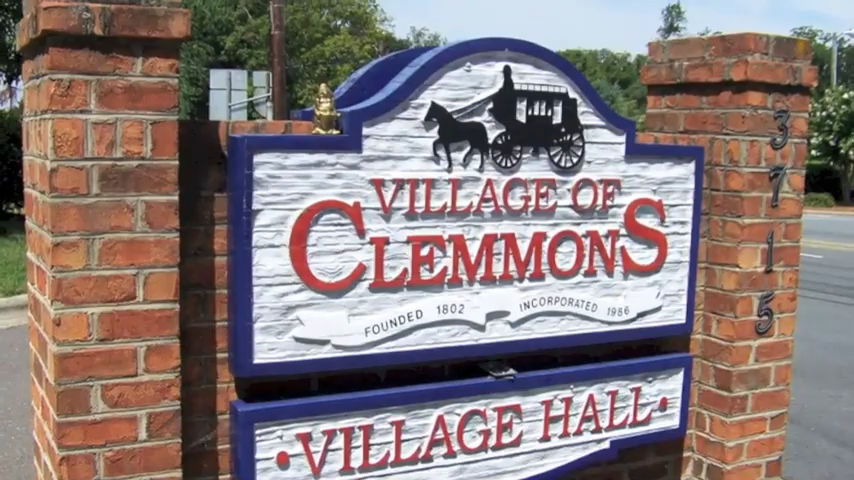 VILLAGE OF
CLEMMONS
FOUNDED 1802 INCORPORATED 1986
• VILLAGE HALL •
3715